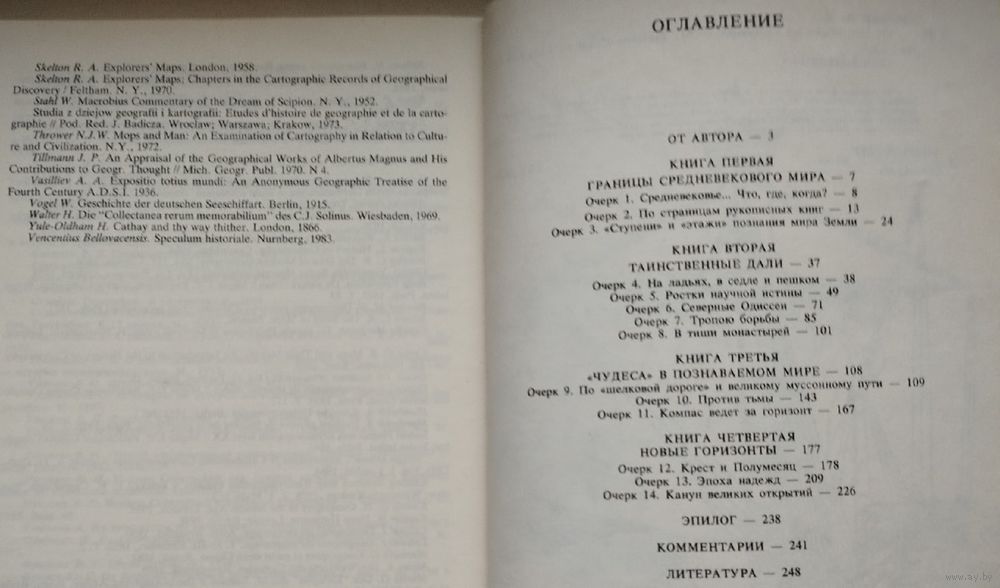 Skelton R. A. Explorers' Maps. London, 1958.
Skelton R. A. Explorers' Maps; Chapters in the Cartographic Records of Geographical
Discovery / Feltham. N. Y., 1970.
Stahl W. Macrobius Commentary of the Dream of Scipion. N. Y., 1952.
Studia z dziejow geografii i kartografii: Etudes d'histoire de geographie et de la carto-
graphie // Pod. Red. J. Badicza. Wroclaw; Warszawa; Krakow, 1973.
Thrower N.J.W. Mops and Man: An Examination of Cartography in Relation to Cultu-
re and Civilization. N.Y., 1972.
Tillmann J. P. An Appraisal of the Geographical Works of Albertus Magnus and His
Contributions to Geogr. Thought // Mich. Geogr. Publ. 1970. N 4.
Vasilliev A. A. Expositio totius mundi: An Anonymous Geographic Treatise of the
Fourth Century A.D.S.I. 1936.
Vogel W. Geschichte der deutschen Seeschiffart. Berlin, 1915.
Walter H. Die "Collectanea rerum memorabilium" des C.J. Solinus. Wiesbaden, 1969.
Yule-Oldham H. Cathay and thy way thither. London, 1866.
Vencentius Bellovacensis. Speculum historiale. Nurnberg, 1983.
ОГЛАВЛЕНИЕ
ОТ АВТОРА — 3
КНИГА ПЕРВАЯ
ГРАНИЦЫ СРЕДНЕВЕКОВОГО МИРА — 7
Очерк 1. Средневековье... Что, где, когда? — 8
Очерк 2. По страницам рукописных книг — 13
Очерк 3. «Ступени» и «этажи» познания мира Земли — 24
КНИГА ВТОРАЯ
ТАИНСТВЕННЫЕ ДАЛИ — 37
Очерк 4. На ладьях, в седле и пешком — 38
Очерк 5. Ростки научной истины — 49
Очерк 6. Северные Одиссеи — 71
Очерк 7. Тропою борьбы — 85
Очерк 8. В тиши монастырей — 101
КНИГА ТРЕТЬЯ
«ЧУДЕСА» В ПОЗНАВАЕМОМ МИРЕ — 108
Очерк 9. По «шелковой дороге» и великому муссонному пути — 109
Очерк 10. Против тьмы — 143
Очерк 11. Компас ведет за горизонт — 167
КНИГА ЧЕТВЕРТАЯ
НОВЫЕ ГОРИЗОНТЫ — 177
Очерк 12. Крест и Полумесяц — 178
Очерк 13. Эпоха надежд — 209
Очерк 14. Канун великих открытий — 226
ЭПИЛОГ — 238
КОММЕНТАРИИ — 241
ЛИТЕРАТУРА — 248
www.ay.by